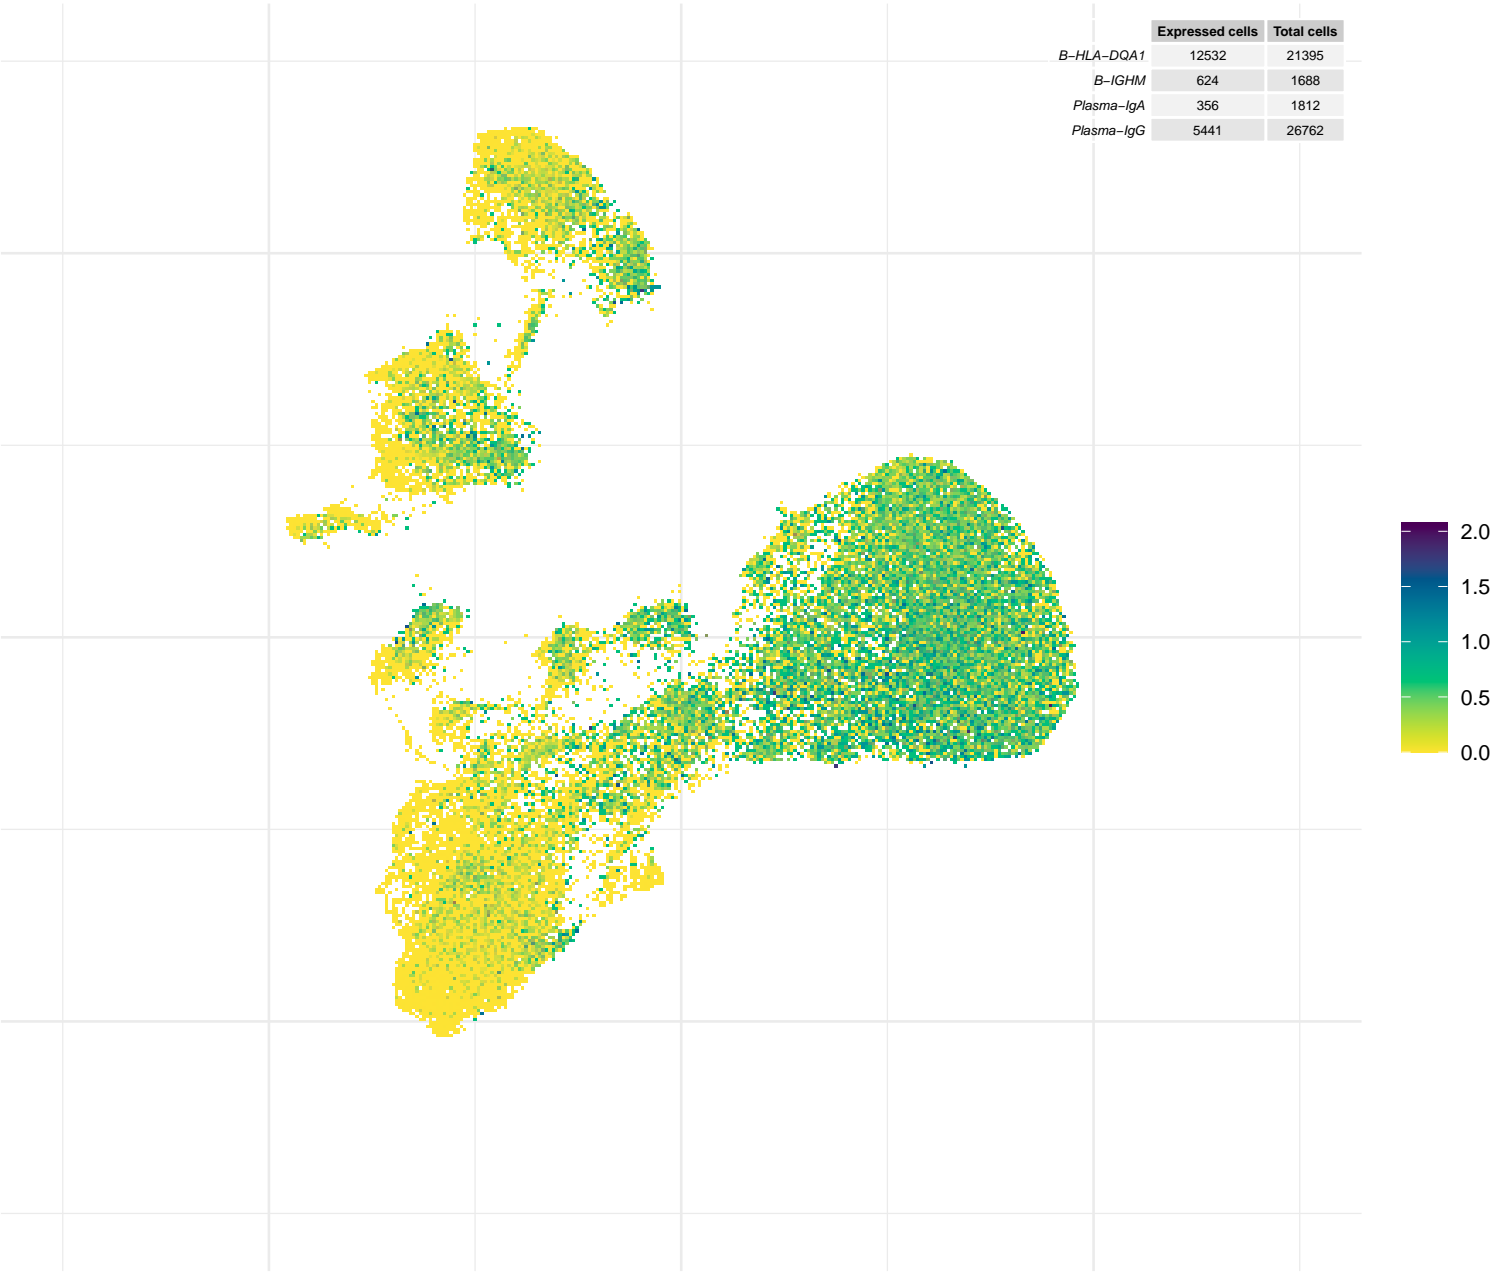 Expressed cells Total cells
B−HLA−DQA1 12532 21395
B−IGHM 624 1688
Plasma−IgA 356 1812
Plasma−IgG 5441 26762
2.0
1.5
1.0
0.5
0.0